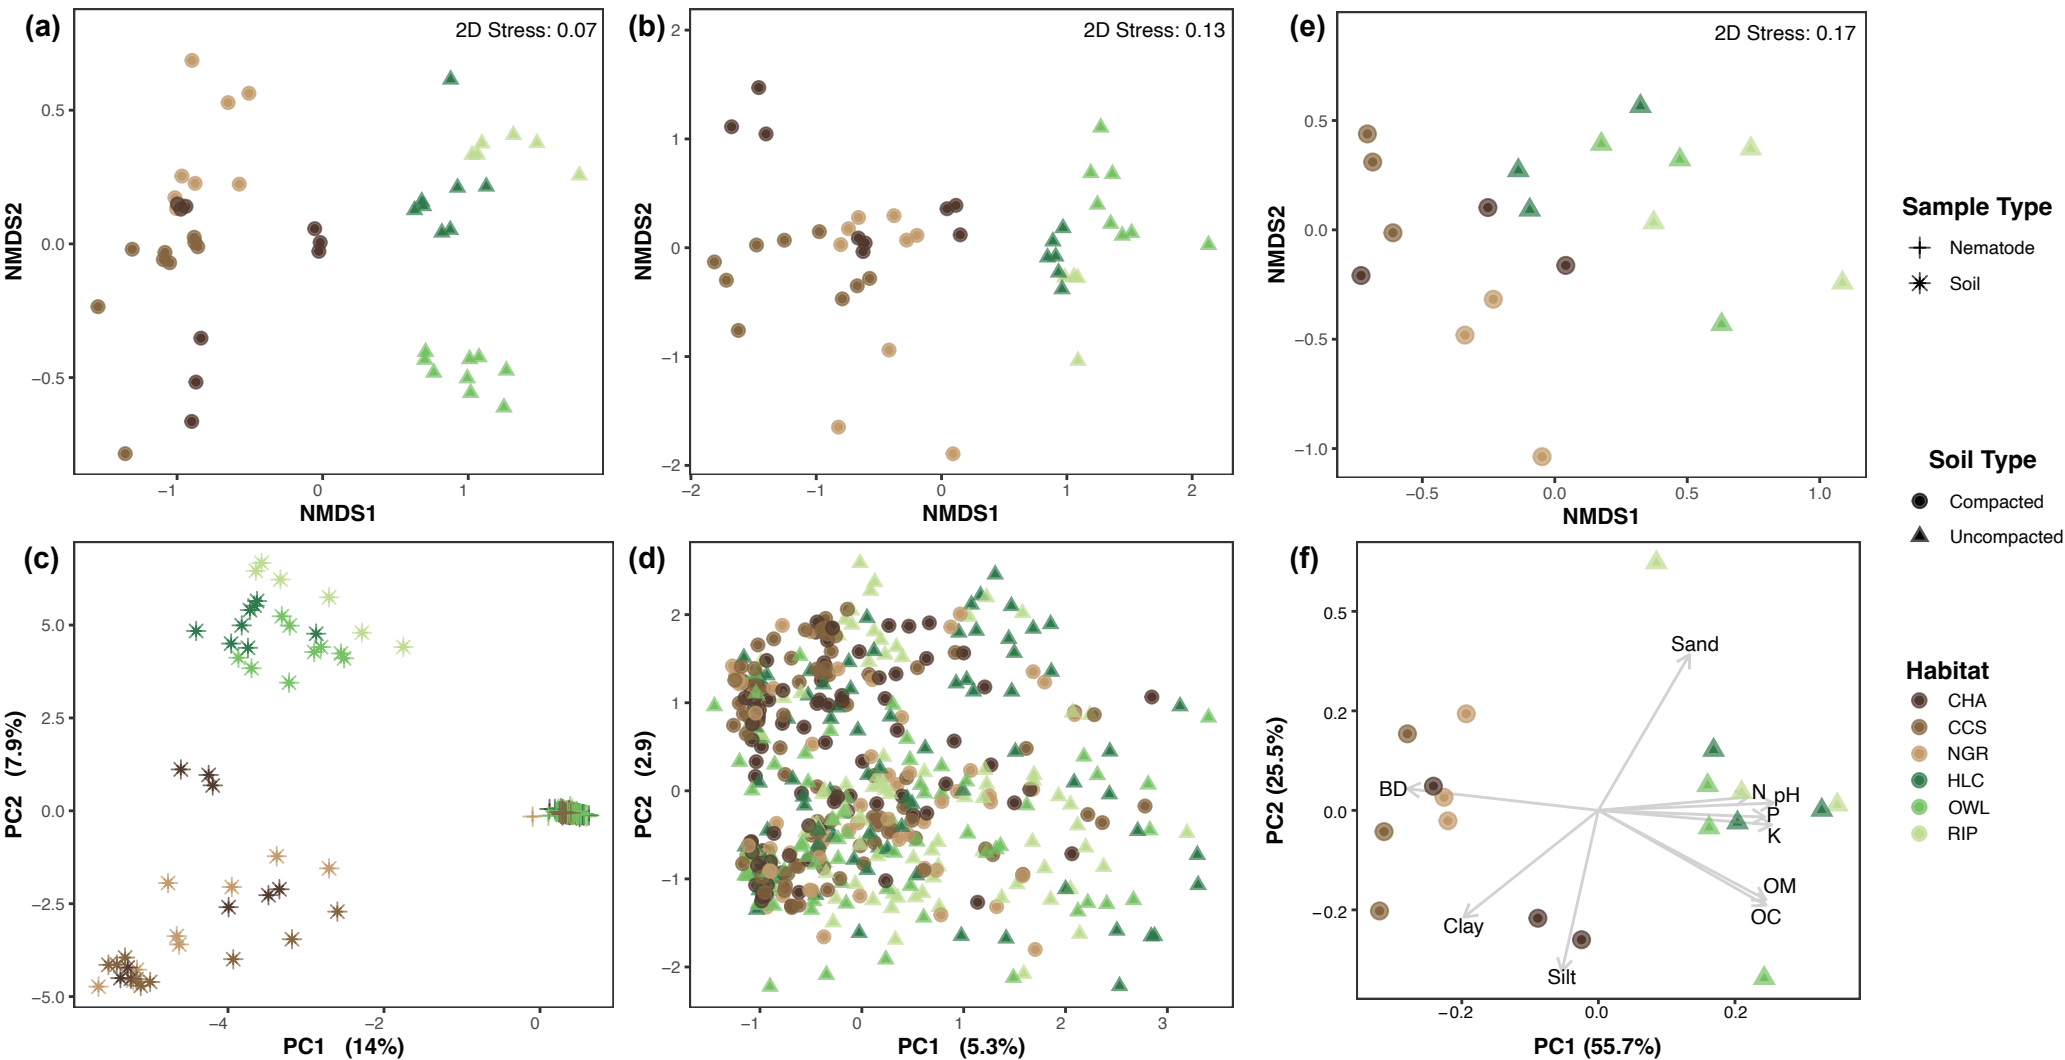 (a)
2D Stress: 0.07
0.5
0.0
−0.5
NMDS2
−1
0
1
NMDS1
(b)
2D Stress: 0.13
2
1
0
−1
−2
NMDS2
−2
−1
0
1
2
NMDS1
(e)
2D Stress: 0.17
0.5
0.0
−0.5
−1.0
NMDS2
−0.5
0.0
0.5
1.0
NMDS1
Sample Type
Nematode
Soil
Soil Type
Compacted
Uncompacted
Habitat
CHA
CCS
NGR
HLC
OWL
RIP
(c)
5.0
2.5
0.0
−2.5
−5.0
PC2 (7.9%)
−4
−2
0
PC1 (14%)
(d)
2
1
0
−1
−2
PC2 (2.9)
−1
0
1
2
3
PC1 (5.3%)
(f)
0.5
0.2
0.0
−0.2
PC2 (25.5%)
Sand
BD
N pH
P
K
OM
OC
Clay
Silt
−0.2
0.0
0.2
PC1 (55.7%)